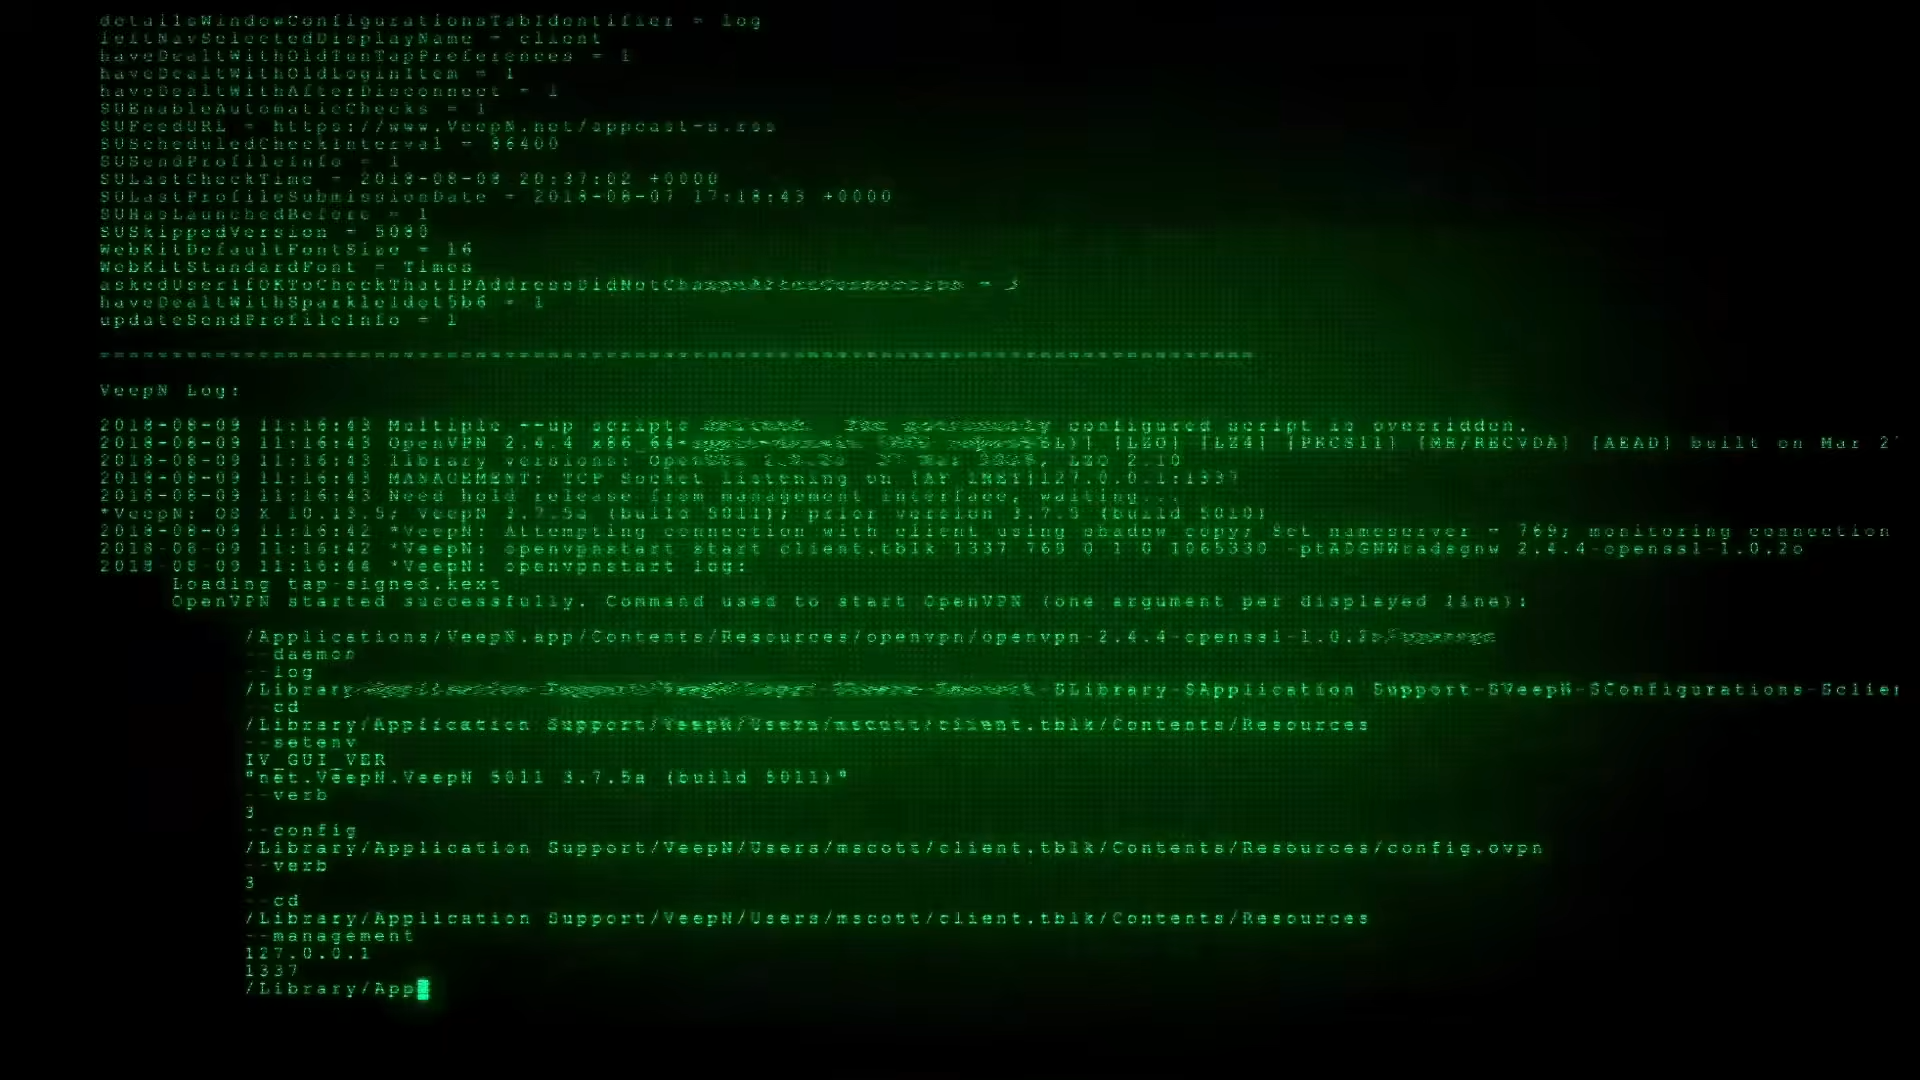 detailsWindowConfigurationsTabIdentifier = log
leftNavSelectedDisplayName = client
haveDealtWithOldTunTapPreferences = 1
haveDealtWithOldLoginItem = 1
haveDealtWithAfterDisconnect = 1
SUEnableAutomaticChecks = 1
SUFeedURL = https://www.VeepN.net/appcast-s.rss
SUScheduledCheckInterval = 86400
SUSendProfileInfo = 1
SULastCheckTime = 2018-08-08 20:37:02 +0000
SULastProfileSubmissionDate = 2018-08-07 17:18:43 +0000
SUHasLaunchedBefore = 1
SUSkippedVersion = 5080
WebKitDefaultFontSize = 16
WebKitStandardFont = Times
askedUserIfOKToCheckThatIPAddressDidNotChangeAfterConnection =
haveDealtWithSparkle1dot5b6 = 1
updateSendProfileInfo = 1
================================================================================
VeepN Log:
2018-08-09 11:16:43 Multiple --up scripts configured script is overridden.
2018-08-09 11:16:43 OpenVPN 2.4.4 x86_64- [LZO] [LZ4] [PKCS11] [MH/RECVDA] [AEAD] built on Mar 2
2018-08-09 11:16:43 library versions: LZO 2.10
2018-08-09 11:16:43 MANAGEMENT: TCP Socket listening on [AF_INET]127.0.0.1:1337
2018-08-09 11:16:43 Need hold release from management interface, waiting...
*VeepN: OS X 10.13.5; VeepN 3.7.5a (build 5011); prior version 3.7.5 (build 5010)
2018-08-09 11:16:42 *VeepN: Attempting connection with client using shadow copy; Set nameserver = 769; monitoring connection
2018-08-09 11:16:42 *VeepN: openvpnstart start client.tblk 1337 769 0 1 0 1065330 -ptADGNWradsgnw 2.4.4-openssl-1.0.2o
2018-08-09 11:16:44 *VeepN: openvpnstart log:
Loading tap-signed.kext
OpenVPN started successfully. Command used to start OpenVPN (one argument per displayed line):
/Applications/VeepN.app/Contents/Resources/openvpn/openvpn-2.4.4-openssl-1.0.2o/
--daemon
--log
/Library SLibrary-SApplication Support-SVeepN-SConfigurations-Sclien
--cd
/Library/Application Support/VeepN/Users/mscott/client.tblk/Contents/Resources
--setenv
IV_GUI_VER
"net.VeepN.VeepN 5011 3.7.5a (build 5011)"
--verb
3
--config
/Library/Application Support/VeepN/Users/mscott/client.tblk/Contents/Resources/config.ovpn
--verb
3
--cd
/Library/Application Support/VeepN/Users/mscott/client.tblk/Contents/Resources
--management
127.0.0.1
1337
/Library/App